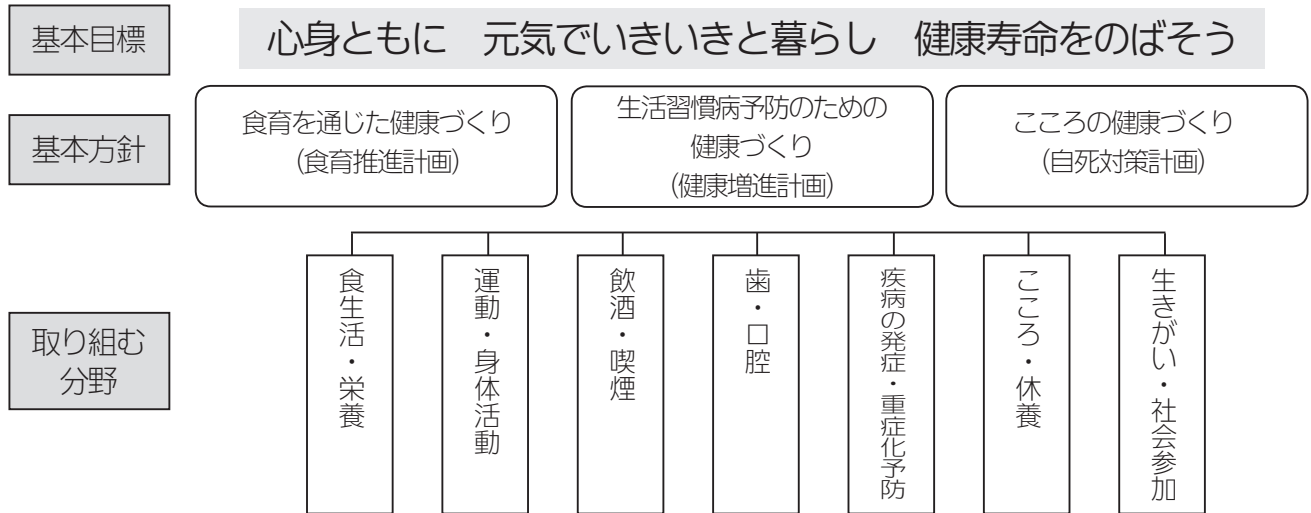 基本目標
心身ともに　元気でいきいきと暮らし　健康寿命をのばそう
基本方針
食育を通じた健康づくり
(食育推進計画)
生活習慣病予防のための
健康づくり
(健康増進計画)
こころの健康づくり
(自死対策計画)
取り組む
分野
食生活・栄養
運動・身体活動
飲酒・喫煙
歯・口腔
疾病の発症・重症化予防
こころ・休養
生きがい・社会参加